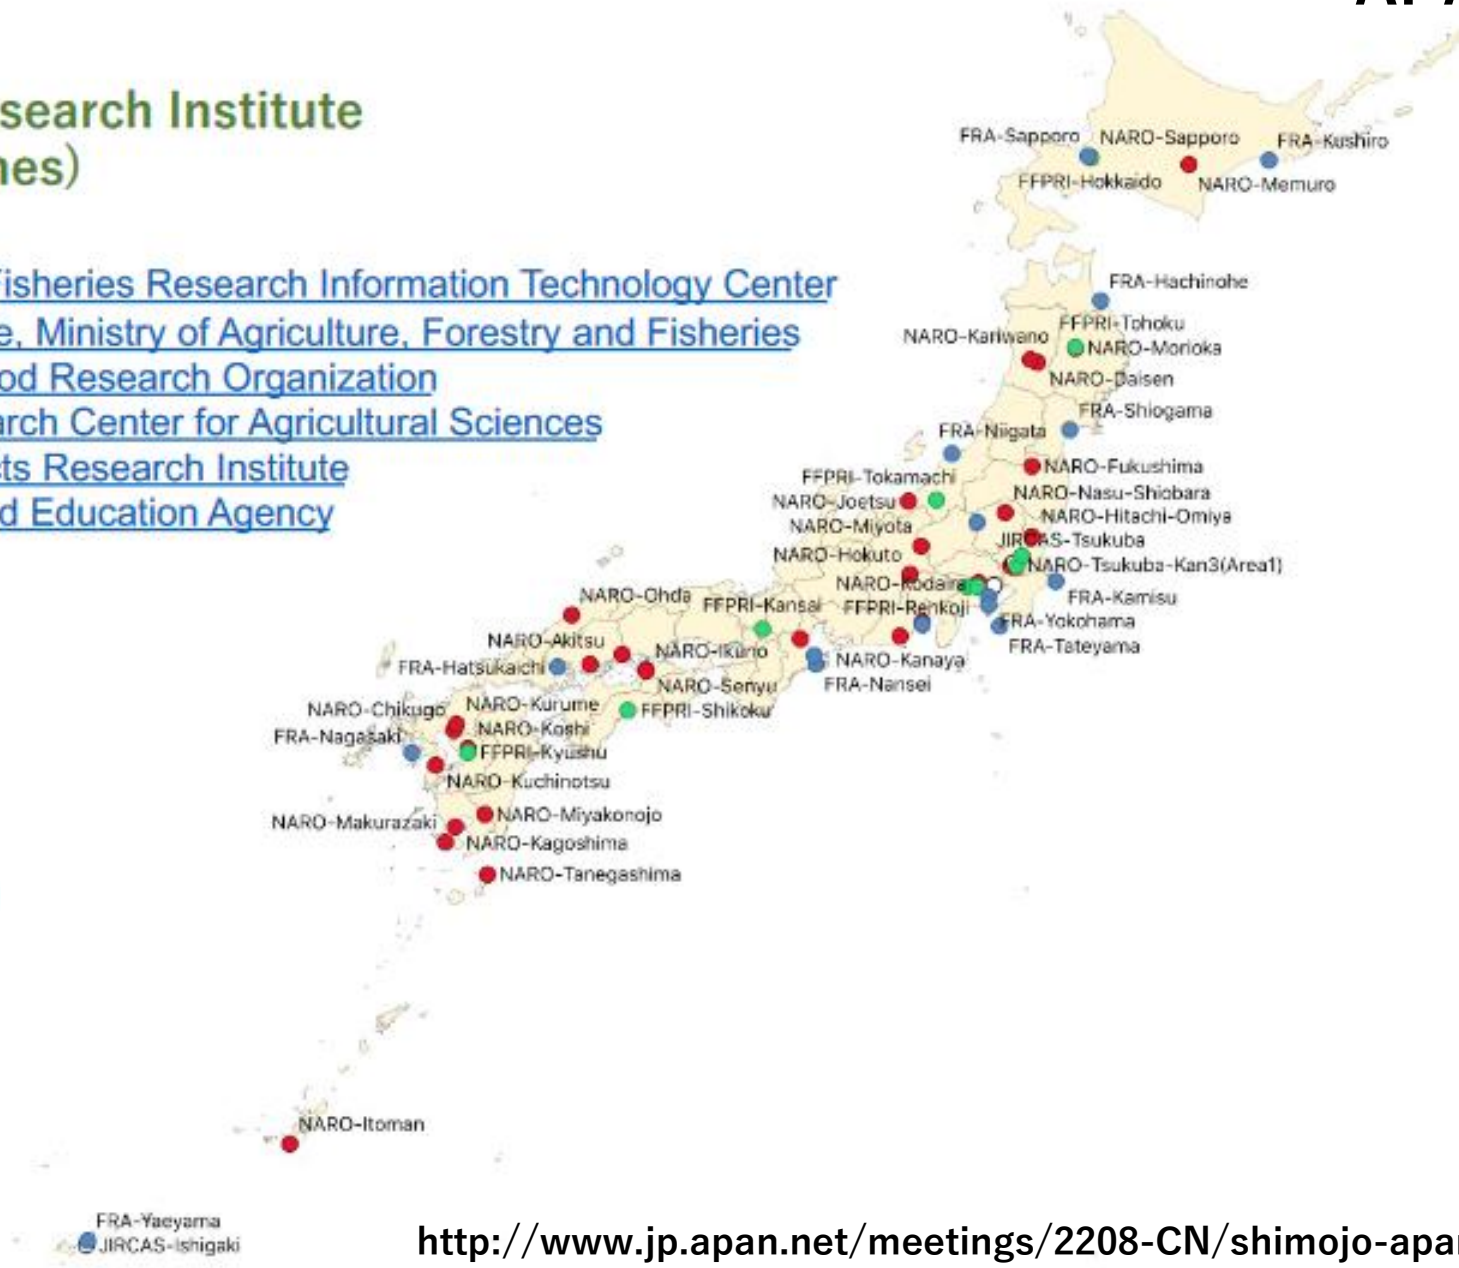 search Institute
nes)
Fisheries Research Information Technology Center
e, Ministry of Agriculture, Forestry and Fisheries
od Research Organization
arch Center for Agricultural Sciences
cts Research Institute
d Education Agency
FRA-Sapporo
NARO-Sapporo
FRA-Kushiro
FFPRI-Hokkaido
NARO-Memuro
FRA-Hachinohe
FFPRI-Tohoku
NARO-Kariwano
NARO-Morioka
NARO-Daisen
FRA-Shiogama
FRA-Niigata
NARO-Fukushima
FFPRI-Tokamachi
NARO-Nasu-Shiobara
NARO-Joetsu
NARO-Hitachi-Omiya
NARO-Miyota
JIRCAS-Tsukuba
NARO-Hokuto
NARO-Tsukuba-Kan3(Area1)
NARO-Kodaira
FRA-Kamisu
NARO-Ohda
FFPRI-Kansai
FFPRI-Renkoji
FRA-Yokohama
FRA-Tateyama
NARO-Akitsu
NARO-Ikuno
NARO-Kanaya
FRA-Hatsukaichi
NARO-Senyu
FRA-Nansei
NARO-Chikugo
NARO-Kurume
FFPRI-Shikoku
FRA-Nagasaki
NARO-Koshi
FFPRI-Kyushu
NARO-Kuchinotsu
NARO-Miyakonojo
NARO-Makurazaki
NARO-Kagoshima
NARO-Tanegashima
NARO-Itoman
FRA-Yaeyama
JIRCAS-Ishigaki
http://www.jp.apan.net/meetings/2208-CN/shimojo-apa